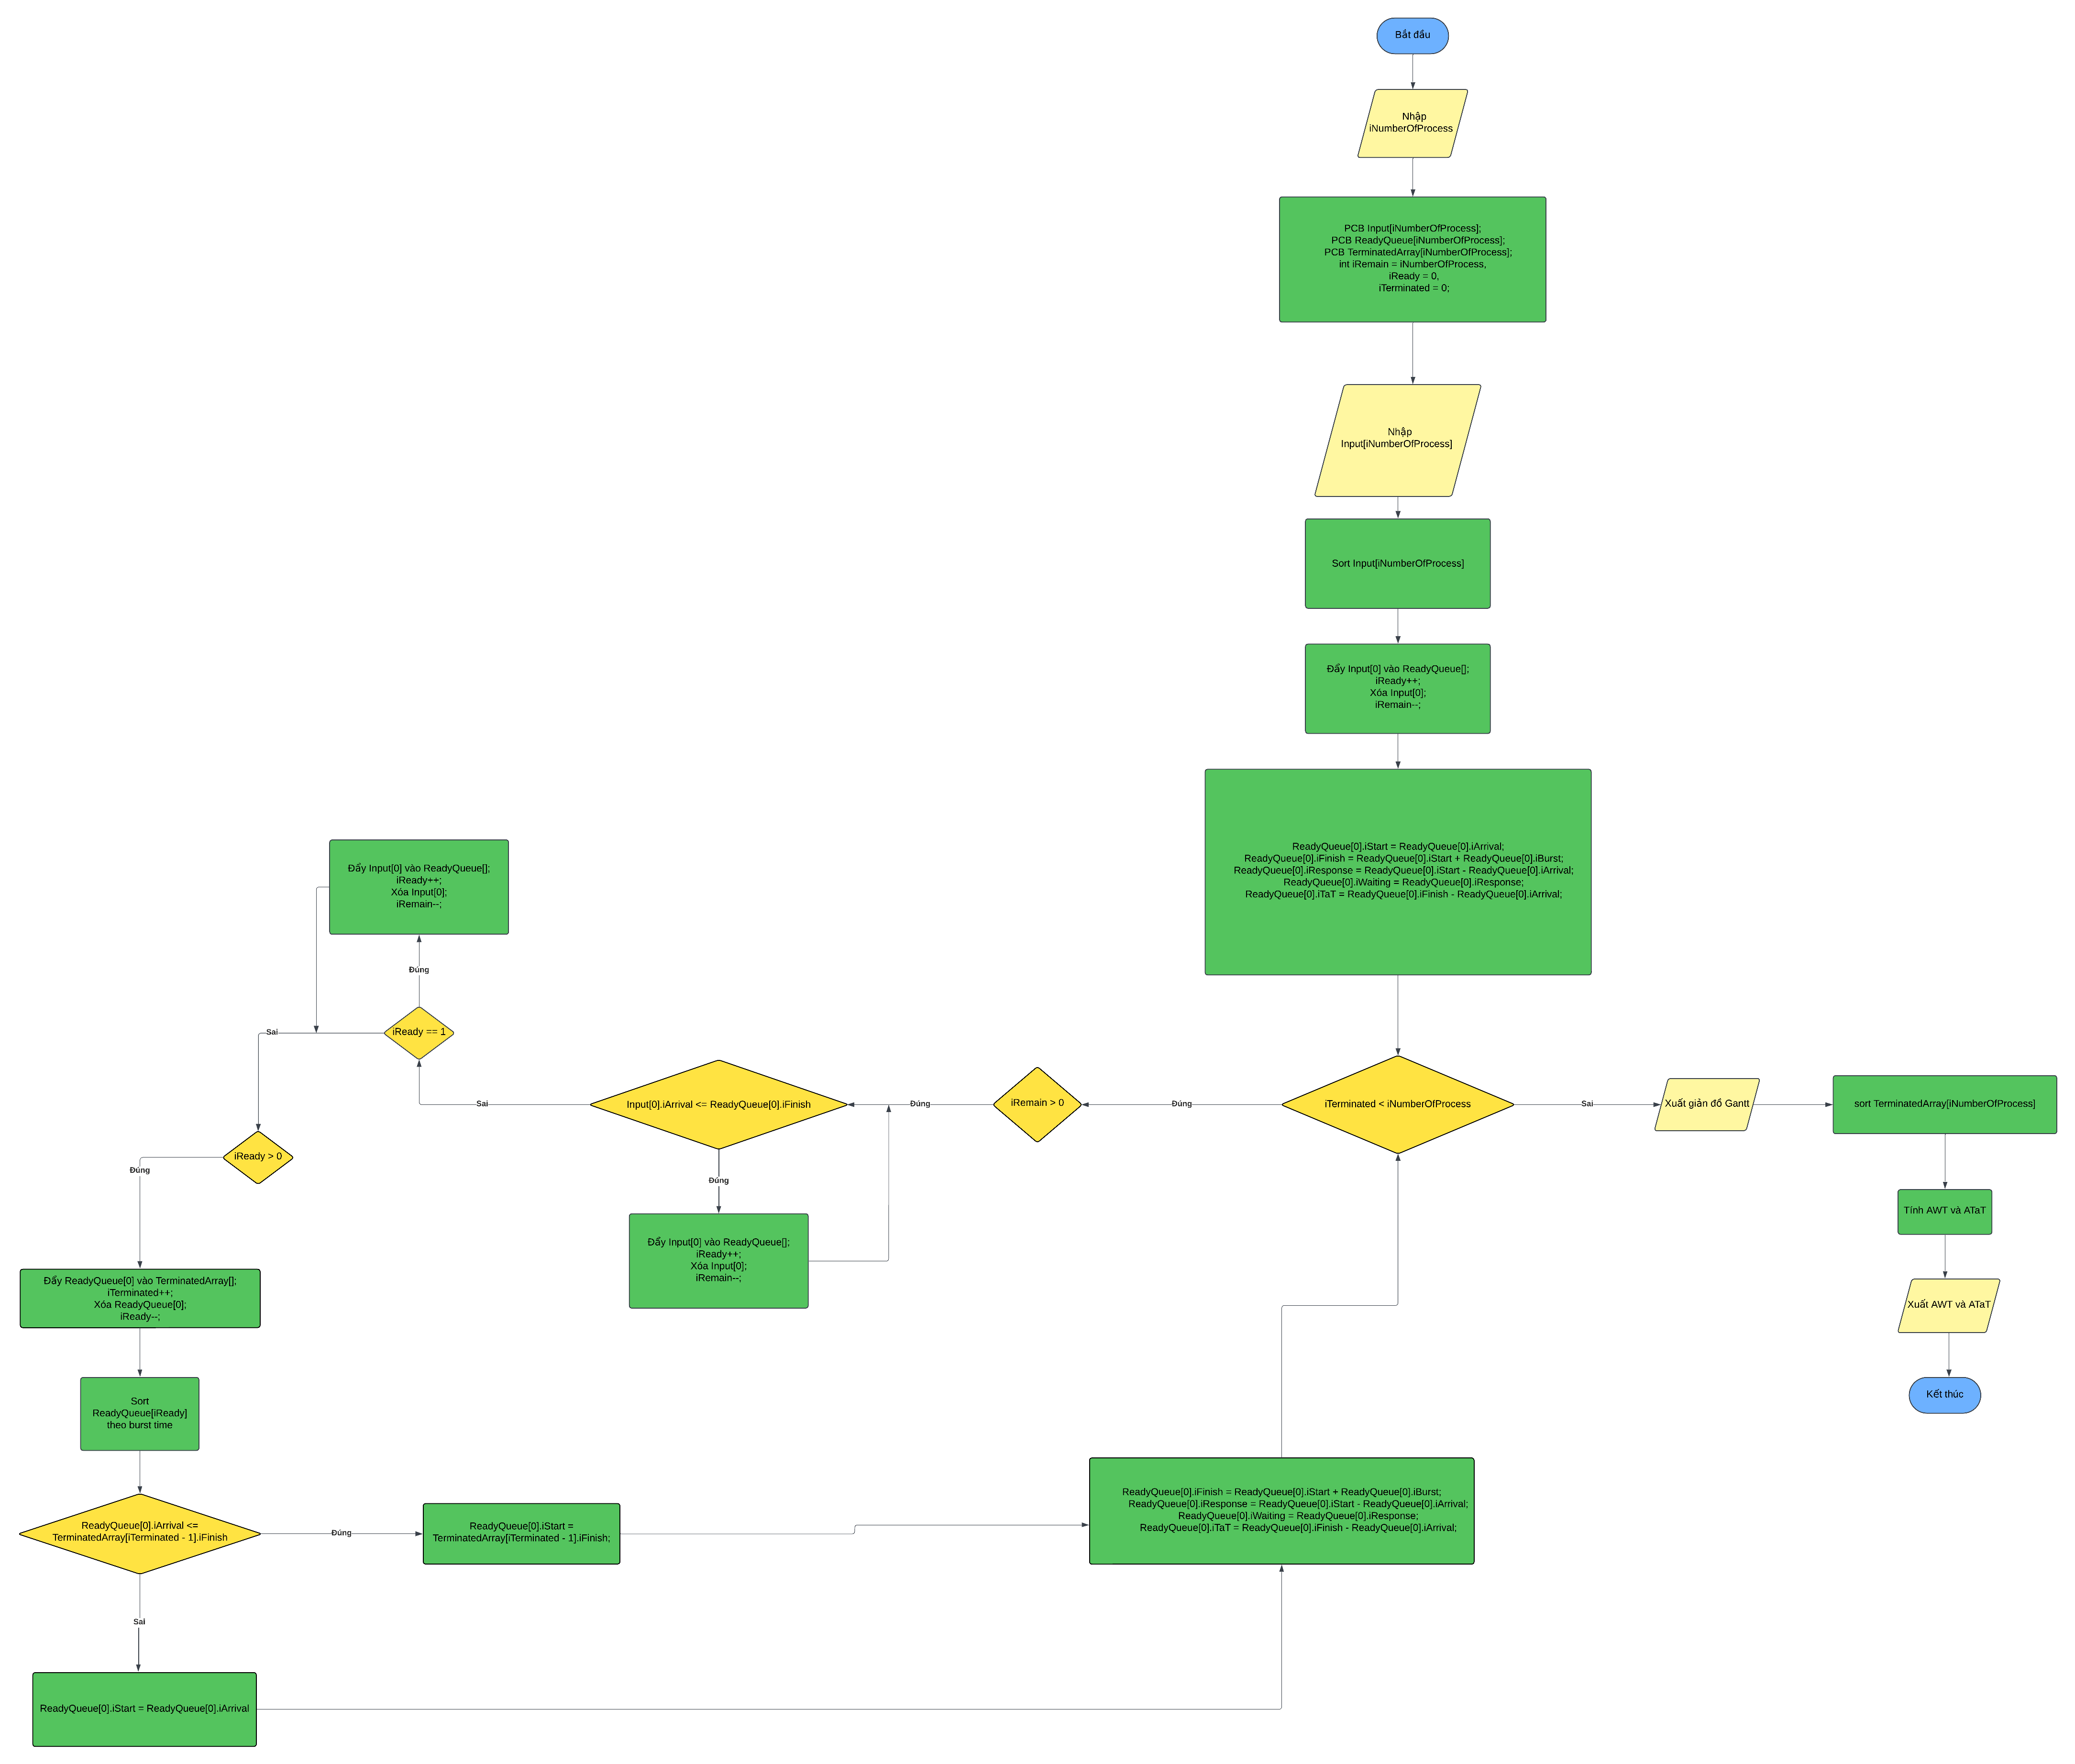 Bắt đầu
Nhập
iNumberOfProcess
PCB Input[iNumberOfProcess];
PCB ReadyQueue[iNumberOfProcess];
PCB TerminatedArray[iNumberOfProcess];
int iRemain = iNumberOfProcess,
iReady = 0,
iTerminated = 0;
Nhập
Input[iNumberOfProcess]
Sort Input[iNumberOfProcess]
Đẩy Input[0] vào ReadyQueue[];
iReady++;
Xóa Input[0];
iRemain--;
ReadyQueue[0].iStart = ReadyQueue[0].iArrival;
ReadyQueue[0].iFinish = ReadyQueue[0].iStart + ReadyQueue[0].iBurst;
ReadyQueue[0].iResponse = ReadyQueue[0].iStart - ReadyQueue[0].iArrival;
ReadyQueue[0].iWaiting = ReadyQueue[0].iResponse;
ReadyQueue[0].iTaT = ReadyQueue[0].iFinish - ReadyQueue[0].iArrival;
iTerminated < iNumberOfProcess
Sai
Xuất giản đồ Gantt
sort TerminatedArray[iNumberOfProcess]
Tính AWT và ATaT
Xuất AWT và ATaT
Kết thúc
Đúng
iRemain > 0
Đúng
Input[0].iArrival <= ReadyQueue[0].iFinish
Đúng
Đẩy Input[0] vào ReadyQueue[];
iReady++;
Xóa Input[0];
iRemain--;
Sai
iReady == 1
Đúng
Đẩy Input[0] vào ReadyQueue[];
iReady++;
Xóa Input[0];
iRemain--;
Sai
iReady > 0
Đúng
Đẩy ReadyQueue[0] vào TerminatedArray[];
iTerminated++;
Xóa ReadyQueue[0];
iReady--;
Sort
ReadyQueue[iReady]
theo burst time
ReadyQueue[0].iArrival <=
TerminatedArray[iTerminated - 1].iFinish
Đúng
ReadyQueue[0].iStart =
TerminatedArray[iTerminated - 1].iFinish;
Sai
ReadyQueue[0].iStart = ReadyQueue[0].iArrival
ReadyQueue[0].iFinish = ReadyQueue[0].iStart + ReadyQueue[0].iBurst;
ReadyQueue[0].iResponse = ReadyQueue[0].iStart - ReadyQueue[0].iArrival;
ReadyQueue[0].iWaiting = ReadyQueue[0].iResponse;
ReadyQueue[0].iTaT = ReadyQueue[0].iFinish - ReadyQueue[0].iArrival;